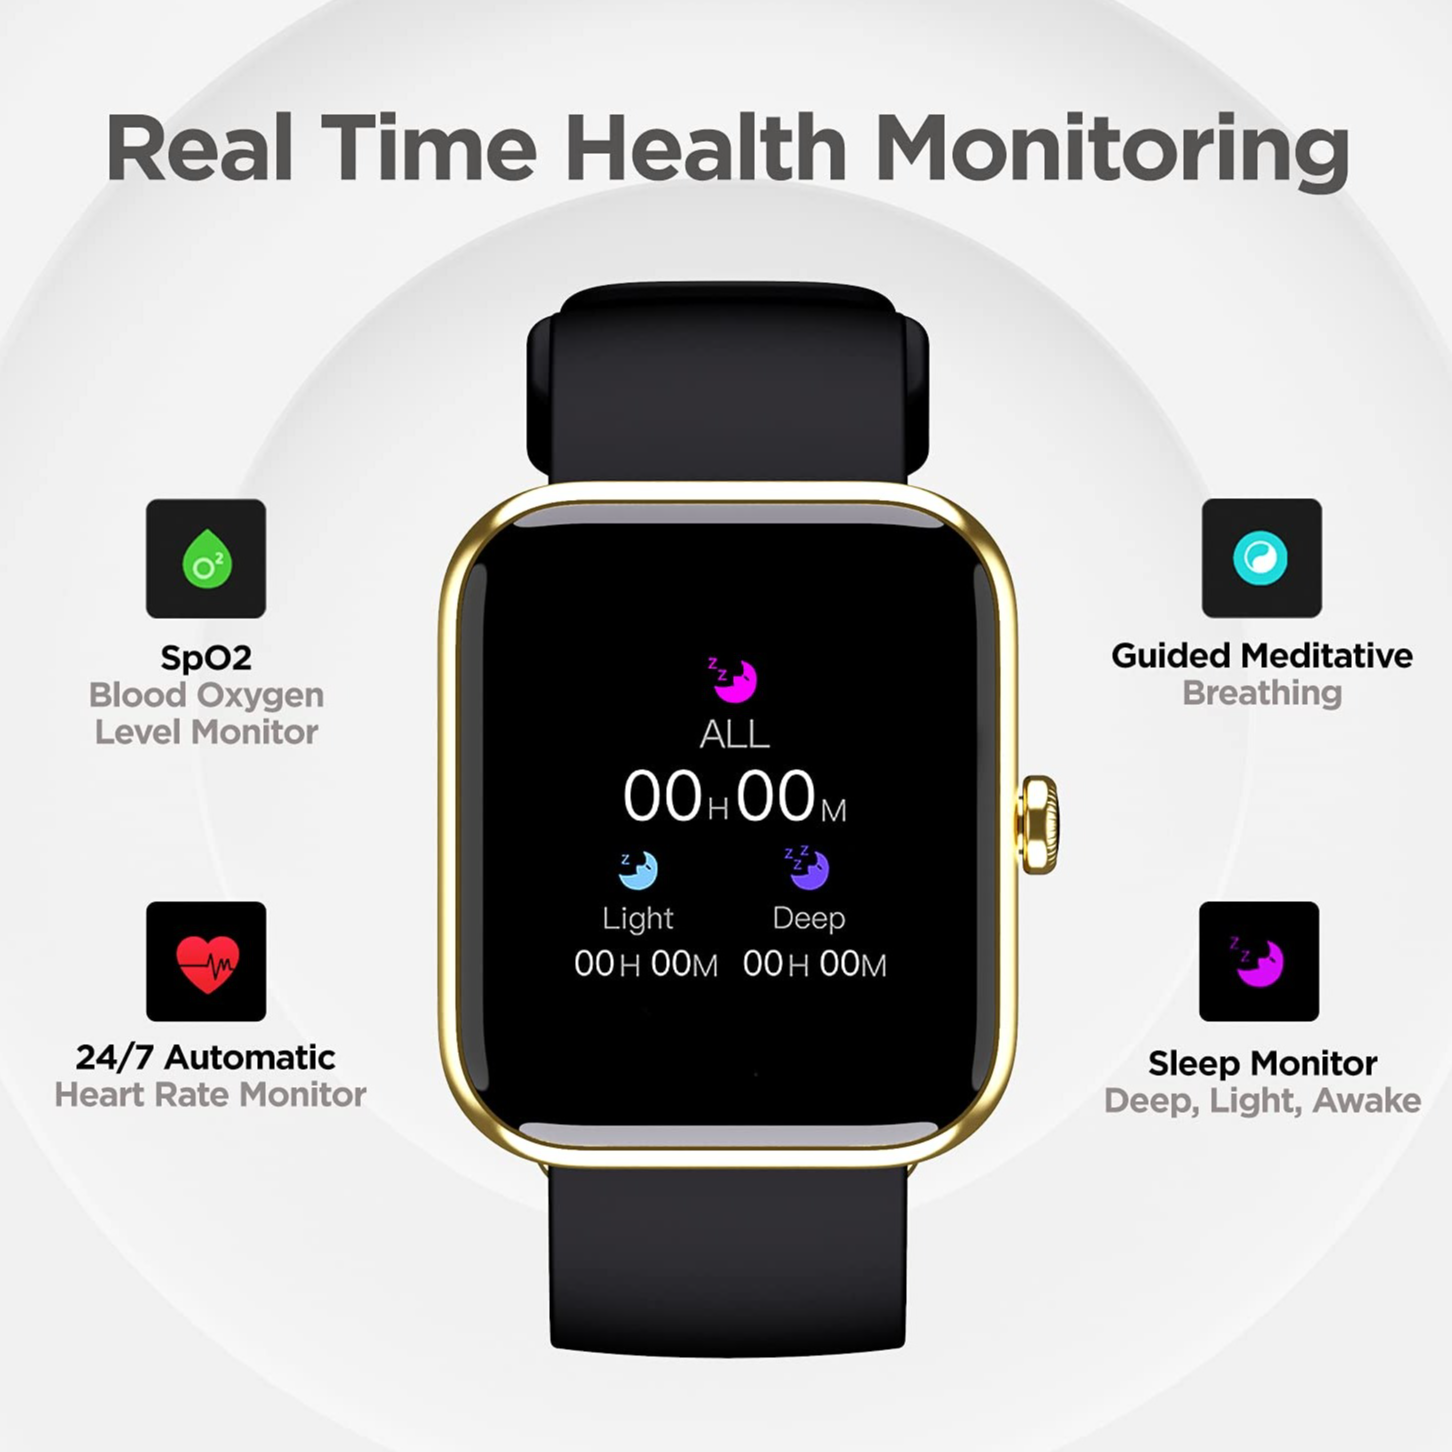 Real Time Health Monitoring
O²
SpO2
Blood Oxygen
Level Monitor
Guided Meditative
Breathing
z z
ALL
00H00M
z
z z z
Light
Deep
00H 00M
00H 00M
24/7 Automatic
Heart Rate Monitor
z z
Sleep Monitor
Deep, Light, Awake